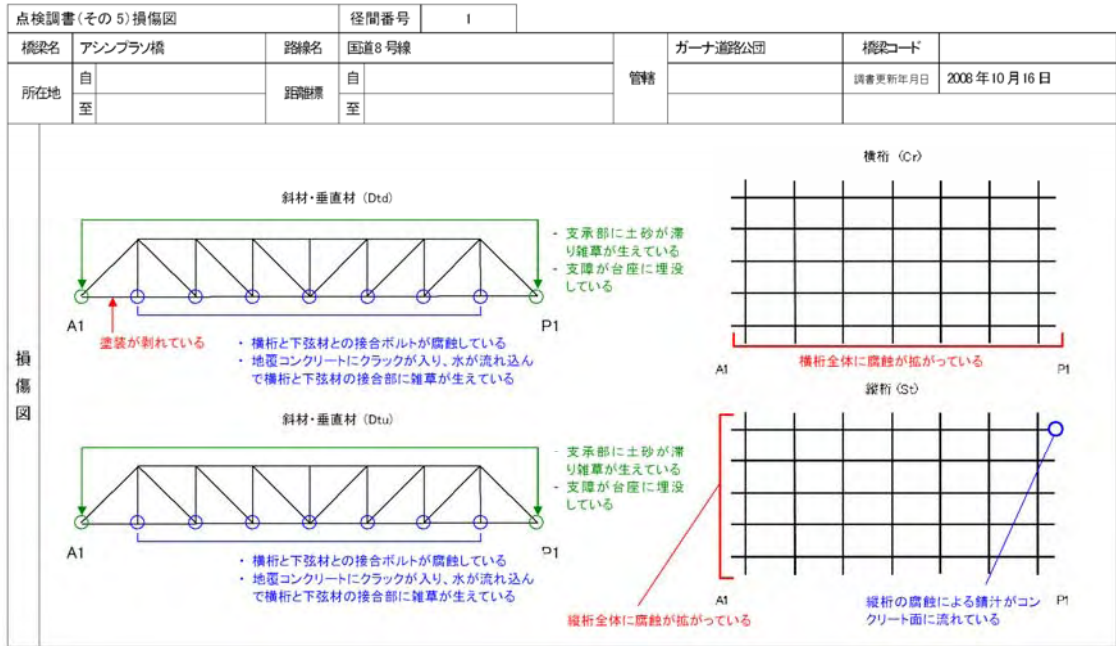 点検調書(その5)損傷図 径間番号 1
橋梁名 アシンプラソ橋 路線名 国道8号線 管轄 ガーナ道路公団 橋梁コード
所在地 自 距離標 自 調書更新年月日 2008年10月16日
至 至
損傷図
斜材・垂直材 (Dtd)
- 支承部に土砂が滞
り雑草が生えている
- 支障が台座に埋没
している
A1 P1
塗装が剥れている
・ 横桁と下弦材との接合ボルトが腐蝕している
・ 地覆コンクリートにクラックが入り、水が流れ込ん
で横桁と下弦材の接合部に雑草が生えている
横桁 (Cr)
A1 P1
横桁全体に腐蝕が拡がっている
斜材・垂直材 (Dtu)
- 支承部に土砂が滞
り雑草が生えている
- 支障が台座に埋没
している
A1 P1
・ 横桁と下弦材との接合ボルトが腐蝕している
・ 地覆コンクリートにクラックが入り、水が流れ込ん
で横桁と下弦材の接合部に雑草が生えている
縦桁 (St)
A1 P1
縦桁全体に腐蝕が拡がっている
縦桁の腐蝕による錆汁がコン
クリート面に流れている